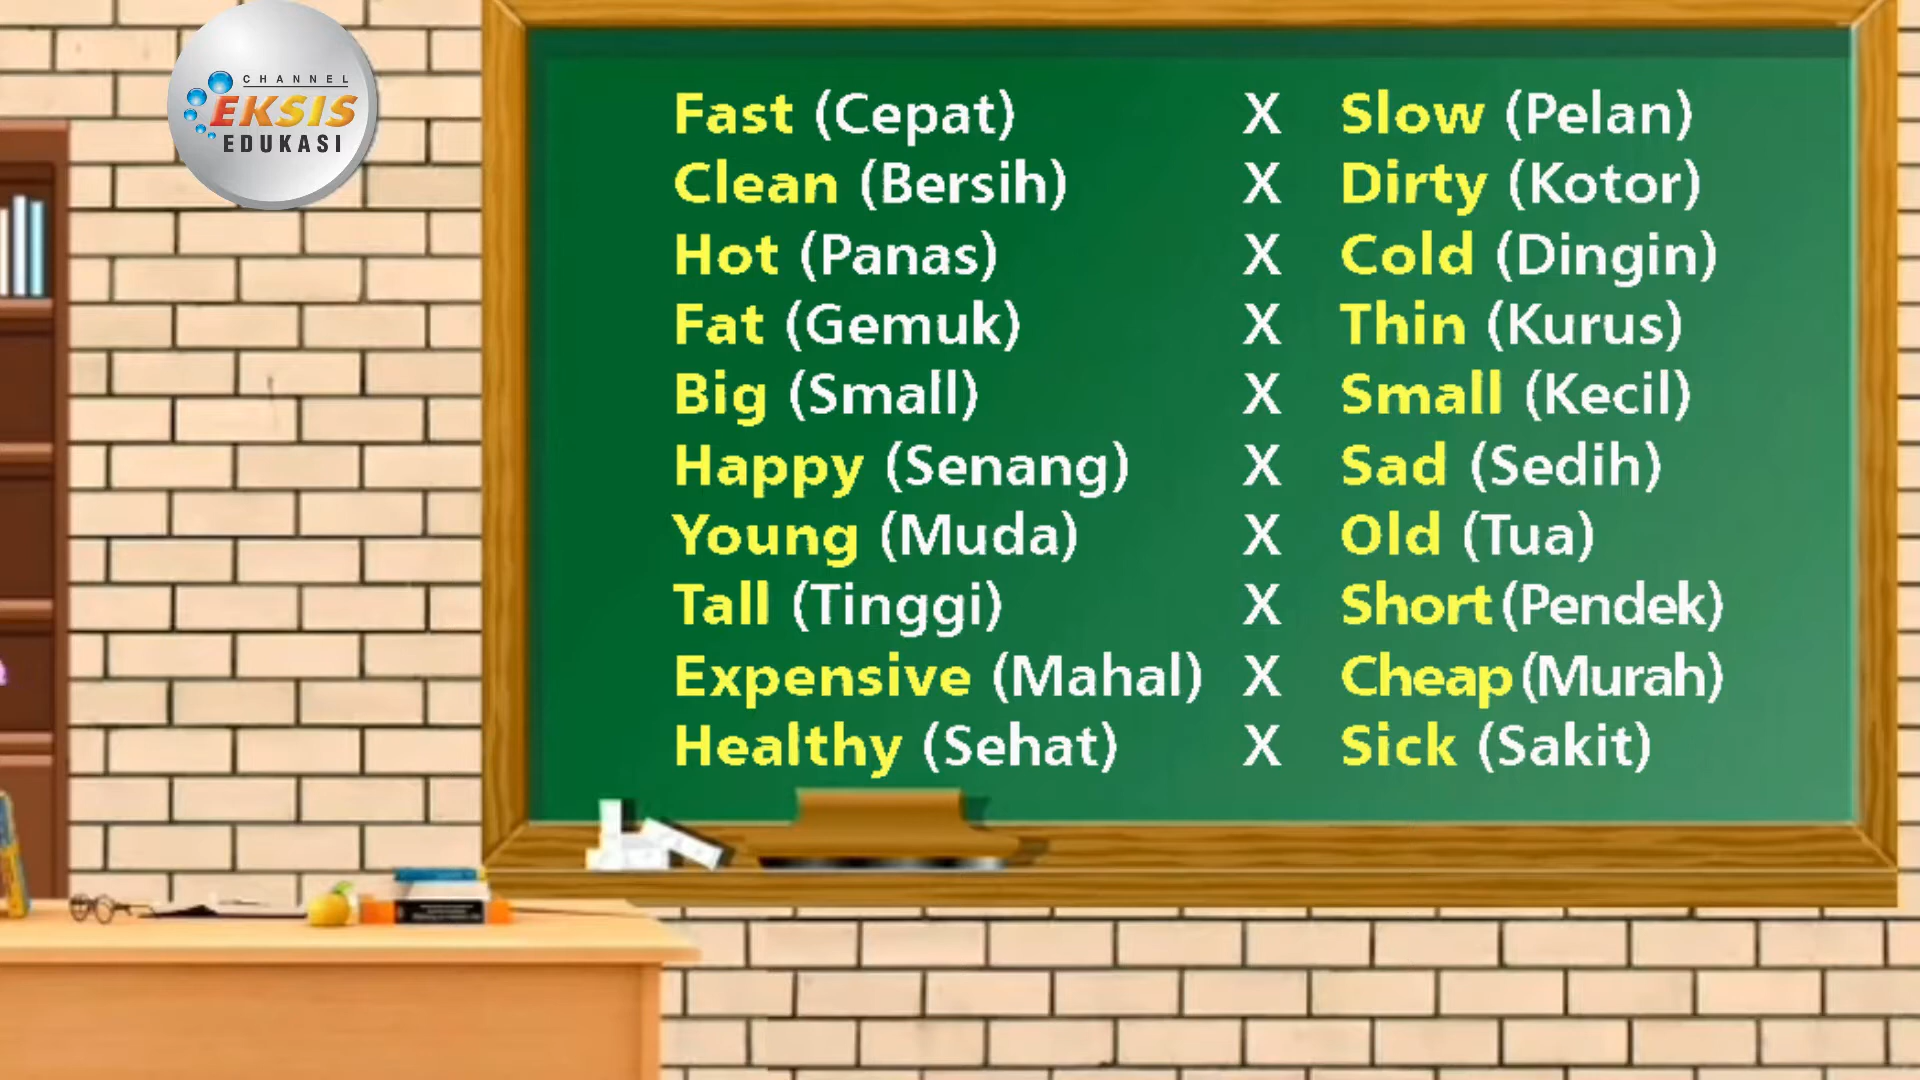 CHANNEL
EKSIS
EDUKASI
Fast (Cepat) X Slow (Pelan)
Clean (Bersih) X Dirty (Kotor)
Hot (Panas) X Cold (Dingin)
Fat (Gemuk) X Thin (Kurus)
Big (Small) X Small (Kecil)
Happy (Senang) X Sad (Sedih)
Young (Muda) X Old (Tua)
Tall (Tinggi) X Short (Pendek)
Expensive (Mahal) X Cheap (Murah)
Healthy (Sehat) X Sick (Sakit)